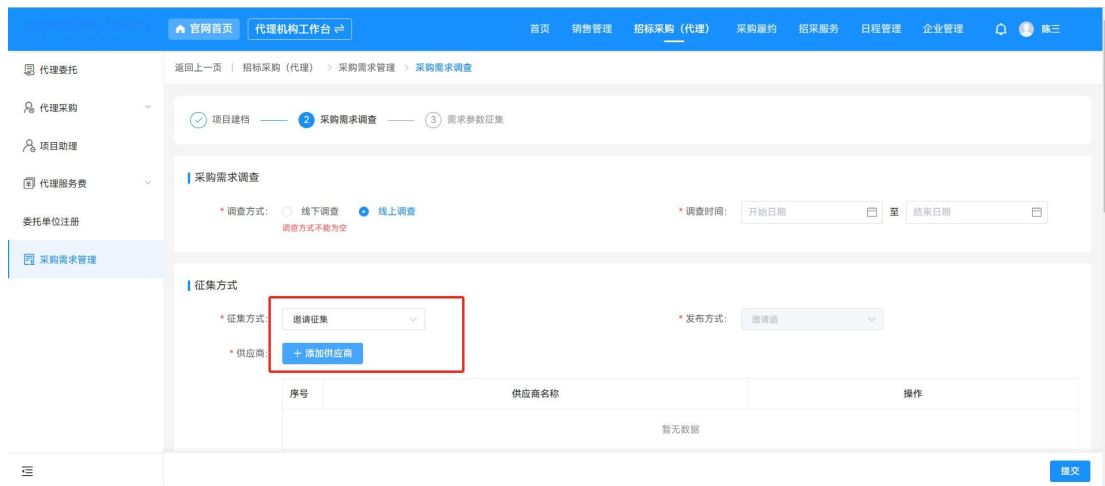 官网首页 代理机构工作台 首页 销售管理 招标采购（代理） 采购履约 招采服务 日程管理 企业管理 陈三
代理委托
代理采购
项目助理
代理服务费
委托单位注册
采购需求管理
返回上一页 | 招标采购（代理） > 采购需求管理 > 采购需求调查
项目建档 2 采购需求调查 3 需求参数征集
采购需求调查
* 调查方式: 线下调查 线上调查 * 调查时间: 开始日期 至 结束日期
调查方式不能为空
征集方式
* 征集方式: 邀请征集 * 发布方式: 邀请函
* 供应商: + 添加供应商
序号 供应商名称 操作
暂无数据
提交